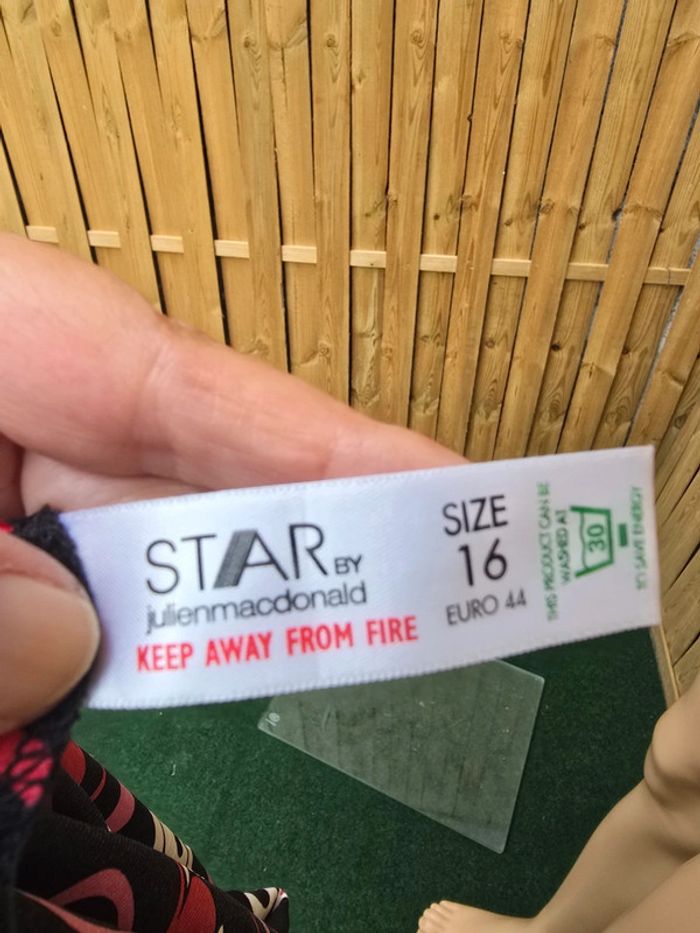 STAR BY
julienmacdonald
KEEP AWAY FROM FIRE
SIZE
16
EURO 44
THIS PRODUCT CAN BE
WASHED AT
30
TO SAVE ENERGY